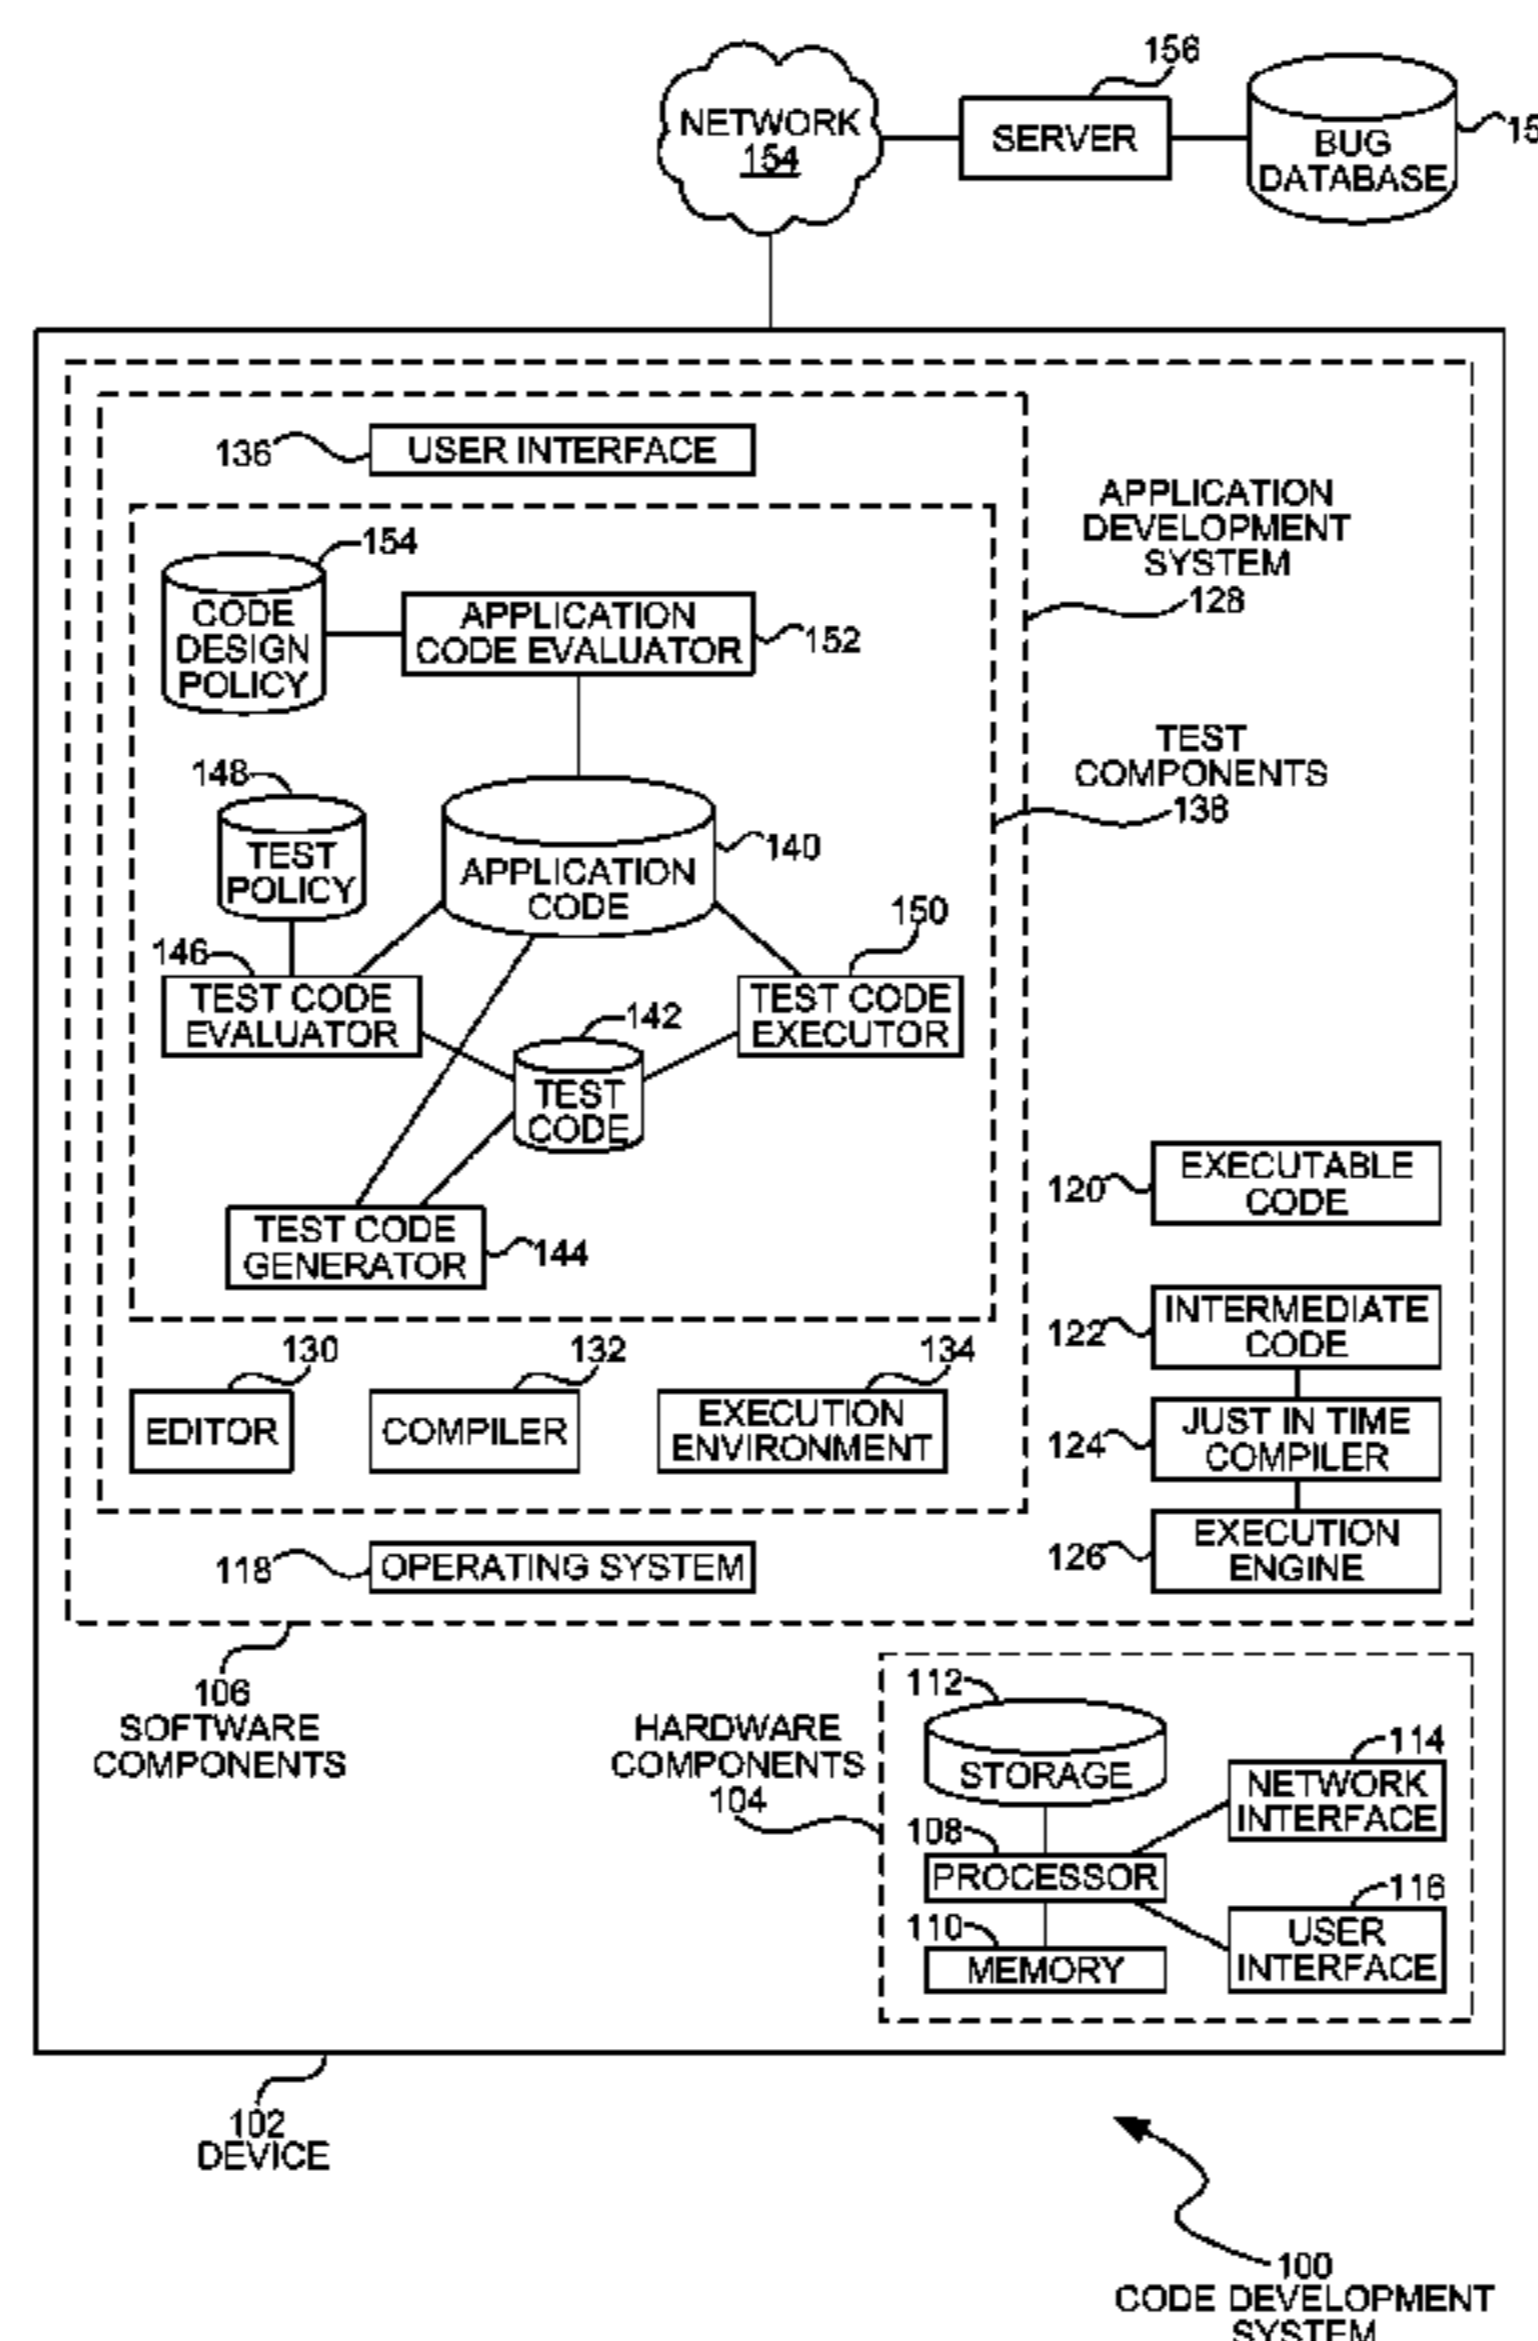 156
NETWORK
154
SERVER
BUG
DATABASE
15
136
USER INTERFACE
APPLICATION
DEVELOPMENT
SYSTEM
128
154
CODE
DESIGN
POLICY
APPLICATION
CODE EVALUATOR
152
TEST
COMPONENTS
138
148
TEST
POLICY
140
APPLICATION
CODE
150
146
TEST CODE
EVALUATOR
TEST CODE
EXECUTOR
142
TEST
CODE
120
EXECUTABLE
CODE
TEST CODE
GENERATOR
144
122
INTERMEDIATE
CODE
130
132
134
EDITOR
COMPILER
EXECUTION
ENVIRONMENT
124
JUST IN TIME
COMPILER
118
OPERATING SYSTEM
126
EXECUTION
ENGINE
106
SOFTWARE
COMPONENTS
HARDWARE
COMPONENTS
104
112
STORAGE
114
NETWORK
INTERFACE
108
PROCESSOR
116
USER
INTERFACE
110
MEMORY
102
DEVICE
100
CODE DEVELOPMENT
SYSTEM